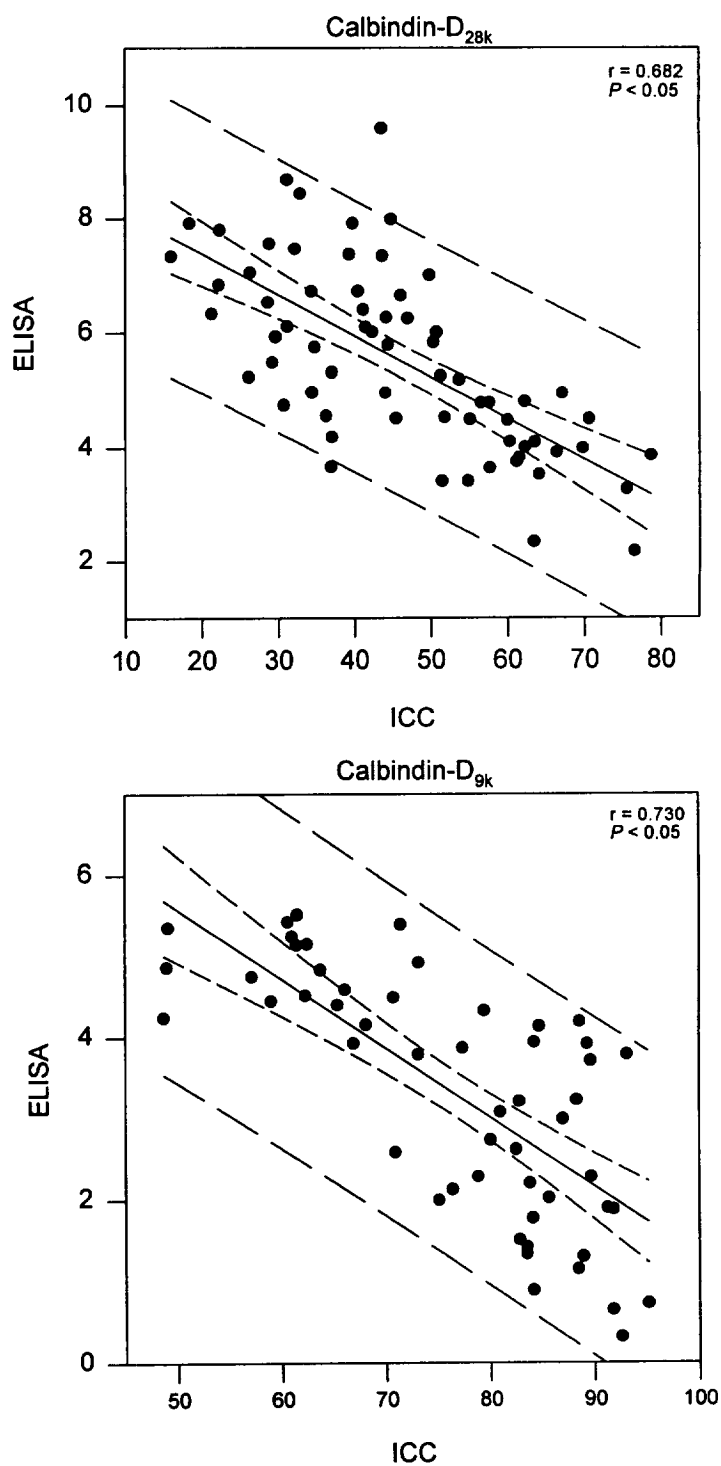 Calbindin-D28k
r = 0.682
P < 0.05
10
8
6
4
2
ELISA
10 20 30 40 50 60 70 80
ICC
Calbindin-D9k
r = 0.730
P < 0.05
6
4
2
0
ELISA
50 60 70 80 90 100
ICC